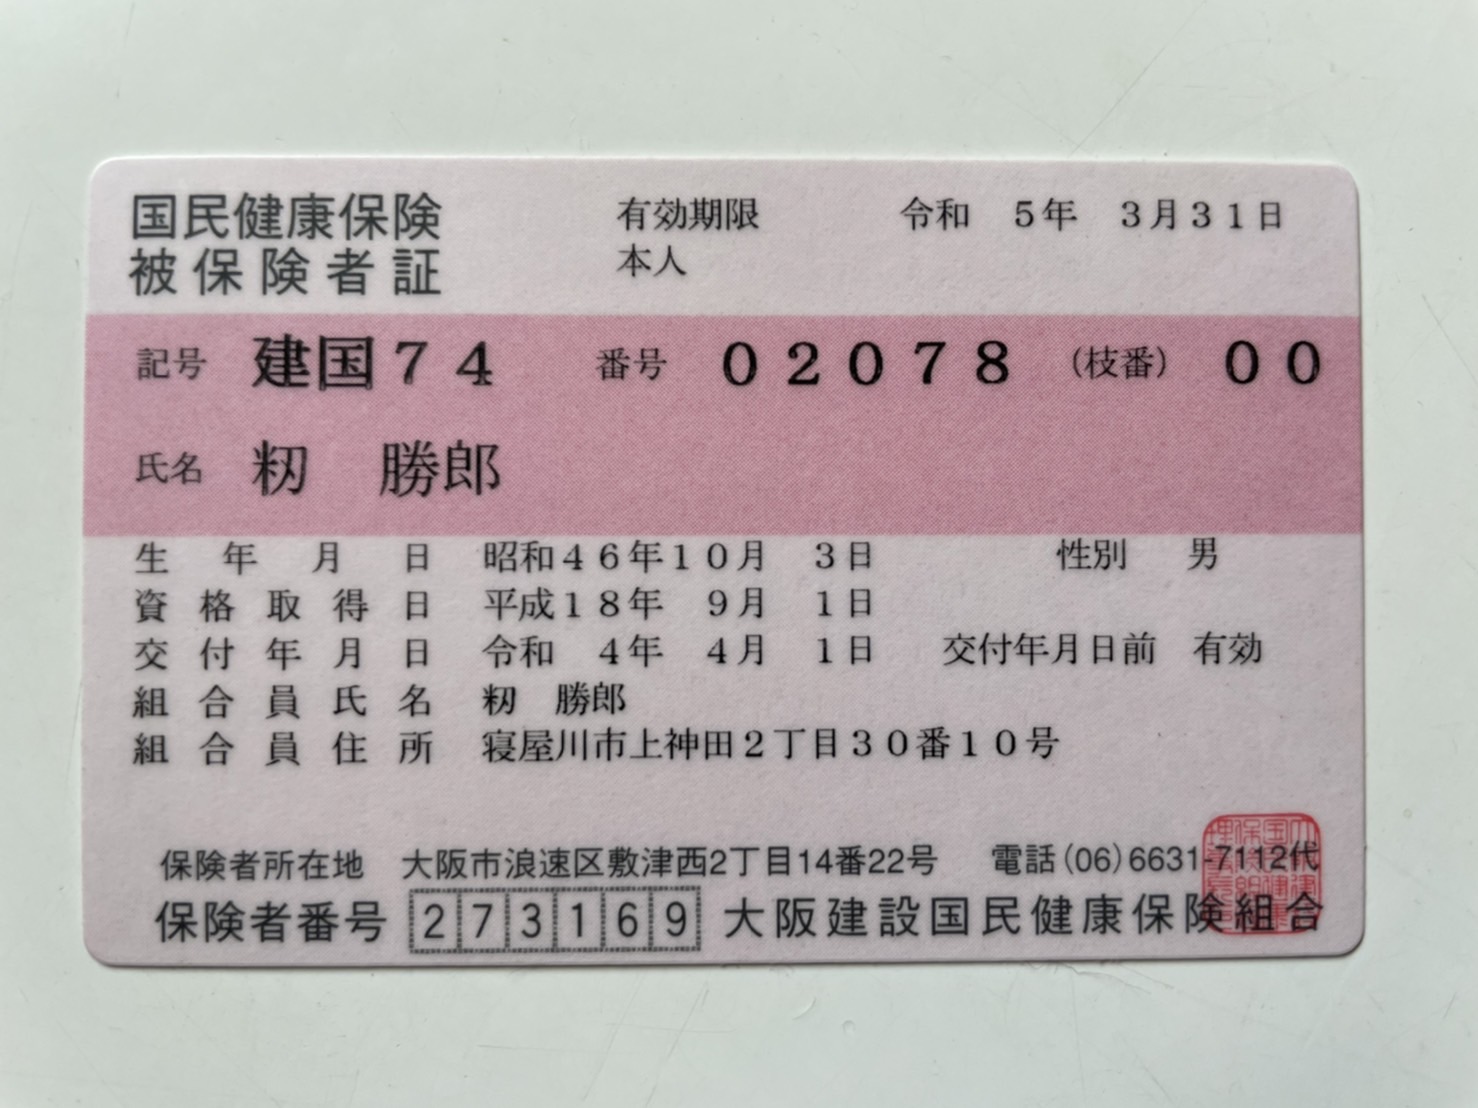 国民健康保険
被保険者証
有効期限 令和 5年 3月31日
本人
記号 建国74 番号 02078 (枝番) 00
氏名 籾 勝郎
生年月日 昭和46年10月 3日 性別 男
資格取得日 平成18年 9月 1日
交付年月日 令和 4年 4月 1日 交付年月日前 有効
組合員氏名 籾 勝郎
組合員住所 寝屋川市上神田2丁目30番10号
保険者所在地 大阪市浪速区敷津西2丁目14番22号 電話(06)6631-7112代
保険者番号 273169 大阪建設国民健康保険組合